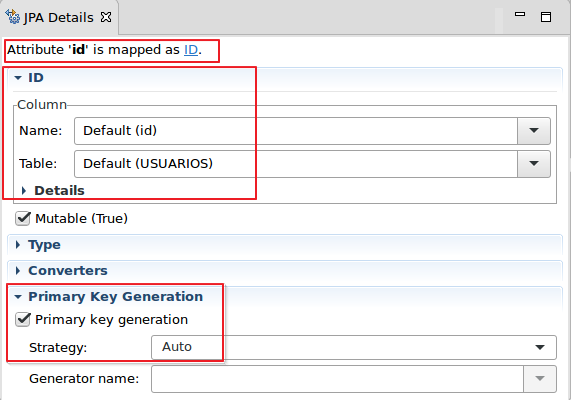 JPA Details
Attribute 'id' is mapped as ID.
ID
Column
Name: Default (id)
Table: Default (USUARIOS)
Details
Mutable (True)
Type
Converters
Primary Key Generation
Primary key generation
Strategy: Auto
Generator name: